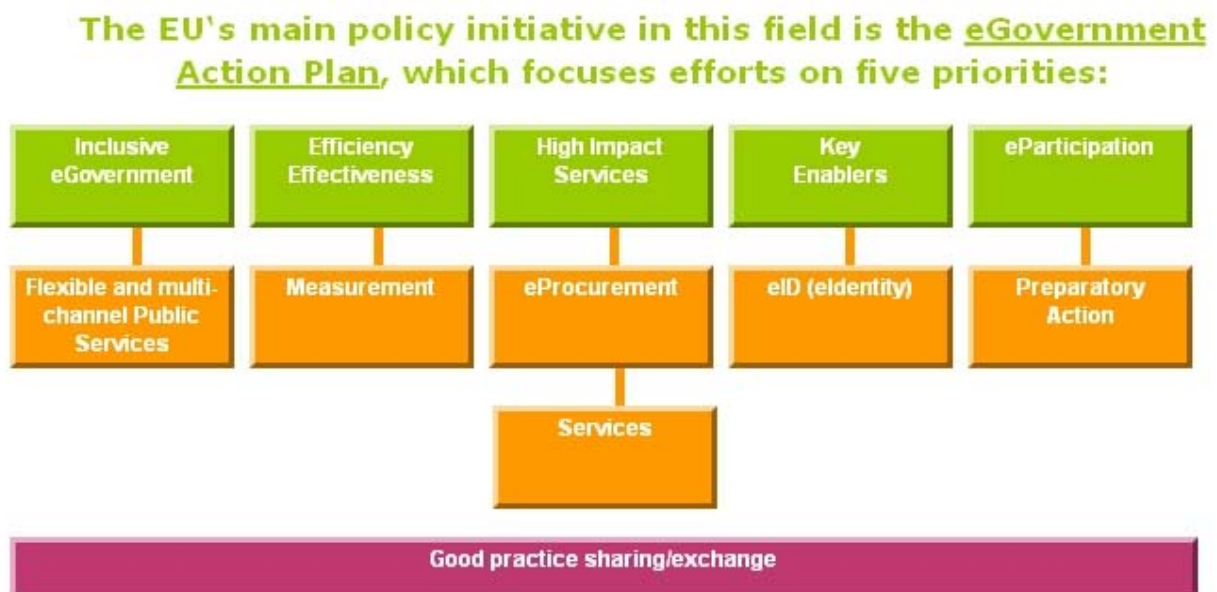 The EU‛s main policy initiative in this field is the eGovernment
Action Plan, which focuses efforts on five priorities:
Inclusive
eGovernment
Efficiency
Effectiveness
High Impact
Services
Key
Enablers
eParticipation
Flexible and multi-
channel Public
Services
Measurement
eProcurement
eID (eIdentity)
Preparatory
Action
Services
Good practice sharing/exchange